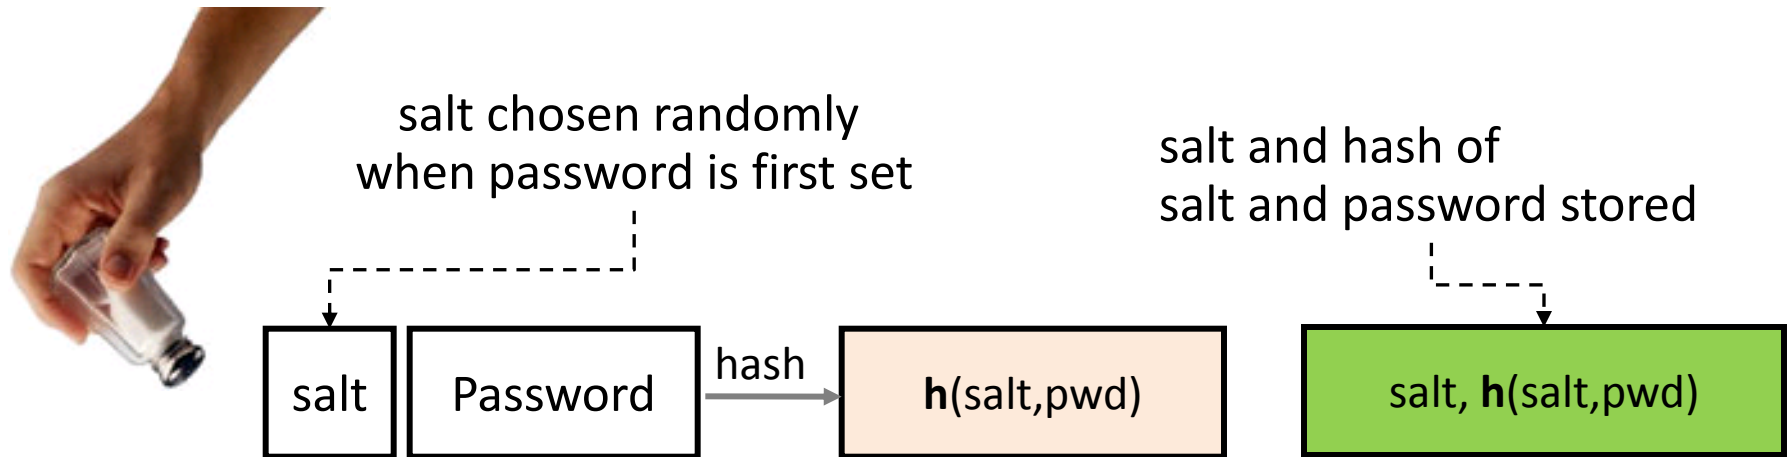 salt chosen randomly
when password is first set
salt and hash of
salt and password stored
salt
Password
hash
h(salt,pwd)
salt, h(salt,pwd)